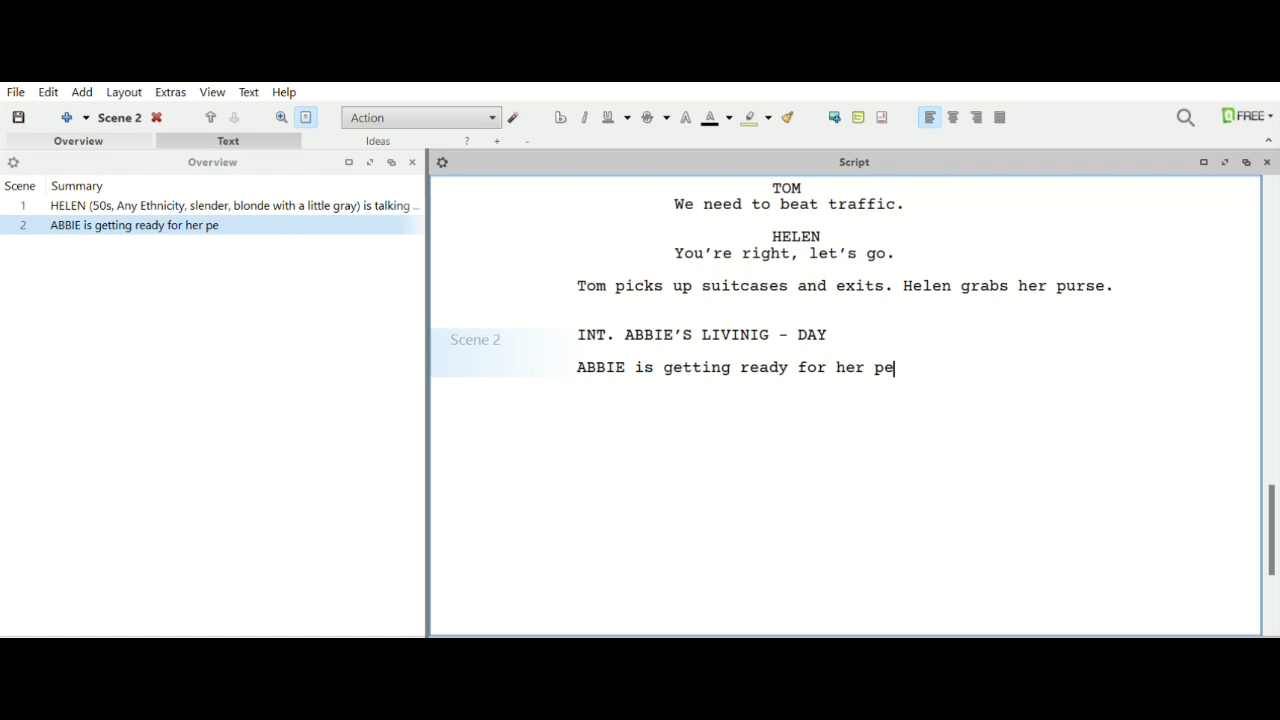 File Edit Add Layout Extras View Text Help
Scene 2 Action FREE
Overview Text Ideas ? + -
Overview Script
Scene Summary
1 HELEN (50s, Any Ethnicity, slender, blonde with a little gray) is talking ...
2 ABBIE is getting ready for her pe
TOM
We need to beat traffic.
HELEN
You're right, let's go.
Tom picks up suitcases and exits. Helen grabs her purse.
Scene 2 INT. ABBIE'S LIVINIG - DAY
ABBIE is getting ready for her pe